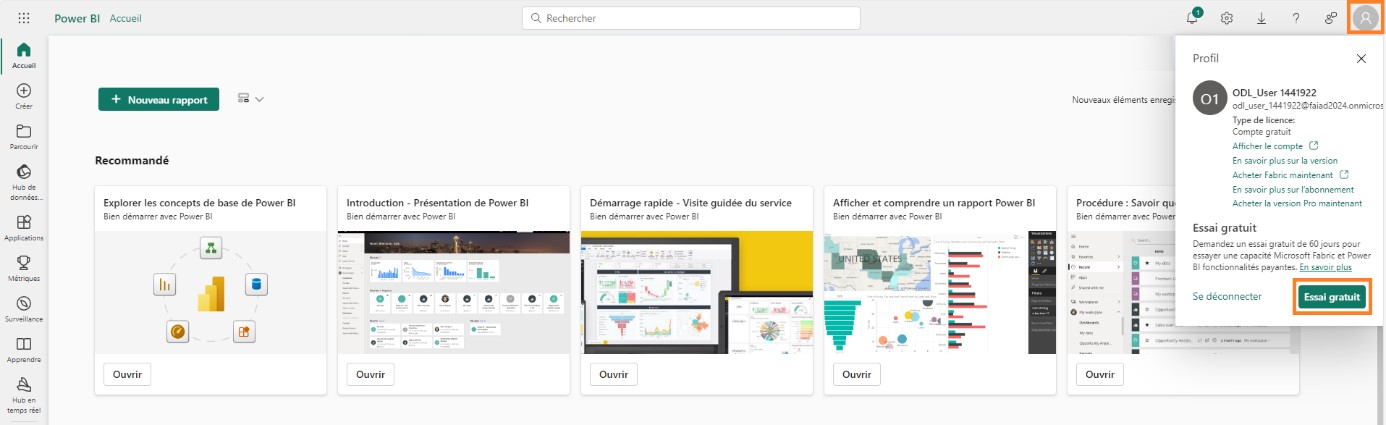 Power BI Accueil
Rechercher
1
Accueil
Créer
Parcourir
Hub de
données...
Applications
Métriques
Surveillance
Apprendre
Hub en
temps réel
+ Nouveau rapport
Nouveaux éléments enregis
Recommandé
Explorer les concepts de base de Power BI
Bien démarrer avec Power BI
Ouvrir
Introduction - Présentation de Power BI
Bien démarrer avec Power BI
Ouvrir
Démarrage rapide - Visite guidée du service
Bien démarrer avec Power BI
Ouvrir
Afficher et comprendre un rapport Power BI
Bien démarrer avec Power BI
UNITED STATES
Ouvrir
Procédure : Savoir que
Bien démarrer avec Pow
Ouvrir
Profil
O1
ODL_User 1441922
odl_user_1441922@faiad2024.onmicros
Type de licence:
Compte gratuit
Afficher le compte
En savoir plus sur la version
Acheter Fabric maintenant
En savoir plus sur l'abonnement
Acheter la version Pro maintenant
Essai gratuit
Demandez un essai gratuit de 60 jours pour
essayer une capacité Microsoft Fabric et Power
BI fonctionnalités payantes. En savoir plus
Se déconnecter
Essai gratuit